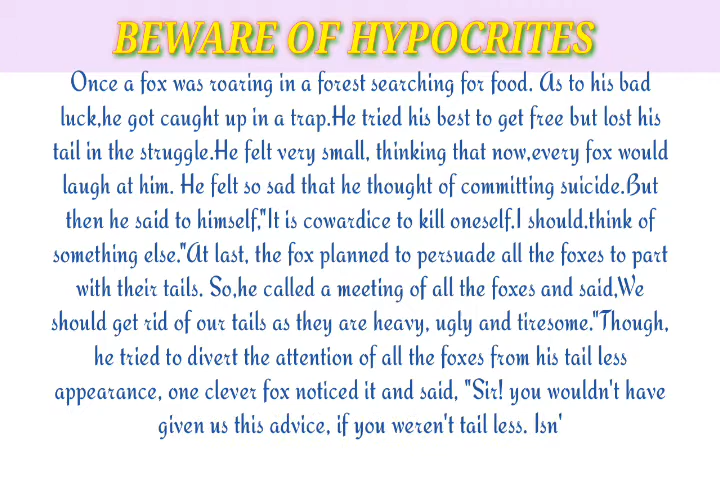 BEWARE OF HYPOCRITES
Once a fox was roaring in a forest searching for food. As to his bad
luck,he got caught up in a trap.He tried his best to get free but lost his
tail in the struggle.He felt very small, thinking that now,every fox would
laugh at him. He felt so sad that he thought of committing suicide.But
then he said to himself,"It is cowardice to kill oneself.I should.think of
something else."At last, the fox planned to persuade all the foxes to part
with their tails. So,he called a meeting of all the foxes and said,We
should get rid of our tails as they are heavy, ugly and tiresome."Though,
he tried to divert the attention of all the foxes from his tail less
appearance, one clever fox noticed it and said, "Sir! you wouldn't have
given us this advice, if you weren't tail less. Isn'